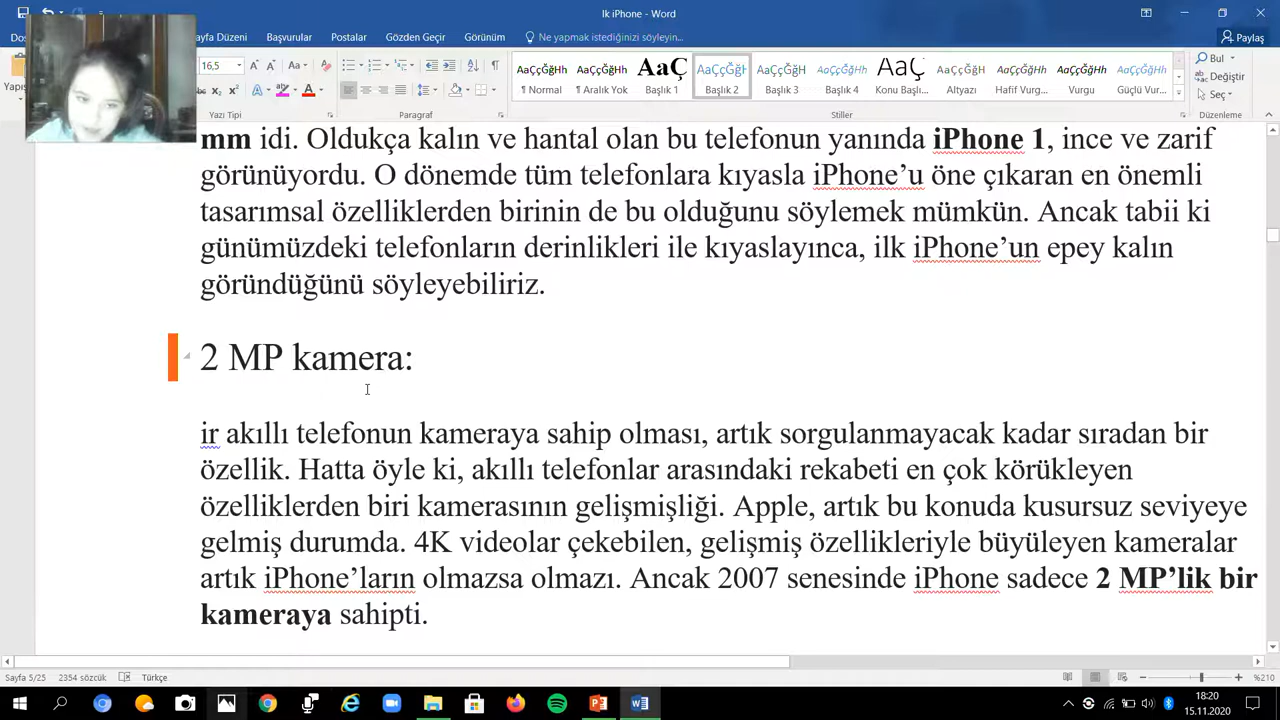 Ik iPhone - Word
Sayfa Düzeni Başvurular Postalar Gözden Geçir Görünüm Ne yapmak istediğinizi söyleyin... Paylaş
16,5
AaÇçĞğHh AaÇçĞğHh AaÇ AaÇçĞğH AaÇçĞğHh AaÇçĞğHh AaÇ AaÇçĞğHh AaÇçĞğHh AaÇçĞğHh AaÇçĞğHh
¶ Normal ¶ Aralık Yok Başlık 1 Başlık 2 Başlık 3 Başlık 4 Konu Başlı... Altyazı Hafif Vurg... Vurgu Güçlü Vurg...
Bul
Değiştir
Seç
Yazı Tipi Paragraf Stiller Düzenleme
mm idi. Oldukça kalın ve hantal olan bu telefonun yanında iPhone 1, ince ve zarif
görünüyordu. O dönemde tüm telefonlara kıyasla iPhone’u öne çıkaran en önemli
tasarımsal özelliklerden birinin de bu olduğunu söylemek mümkün. Ancak tabii ki
günümüzdeki telefonların derinlikleri ile kıyaslayınca, ilk iPhone’un epey kalın
göründüğünü söyleyebiliriz.
2 MP kamera:
ir akıllı telefonun kameraya sahip olması, artık sorgulanmayacak kadar sıradan bir
özellik. Hatta öyle ki, akıllı telefonlar arasındaki rekabeti en çok körükleyen
özelliklerden biri kamerasının gelişmişliği. Apple, artık bu konuda kusursuz seviyeye
gelmiş durumda. 4K videolar çekebilen, gelişmiş özellikleriyle büyüleyen kameralar
artık iPhone’ların olmazsa olmazı. Ancak 2007 senesinde iPhone sadece 2 MP’lik bir
kameraya sahipti.
Sayfa 5/25 2354 sözcük Türkçe %210
18:20
15.11.2020